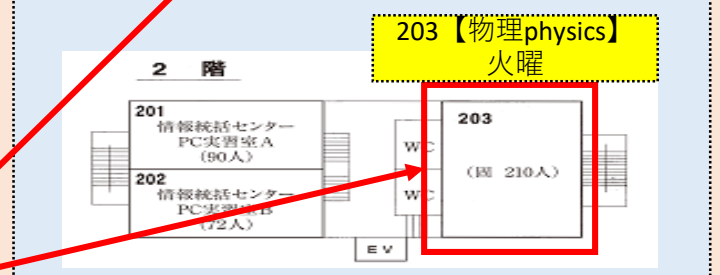 203【物理physics】
火曜
2 階
201
情報統括センター
PC実習室A
(90人)
202
情報統括センター
PC実習室B
(72人)
WC
WC
203
(固 210人)
EV